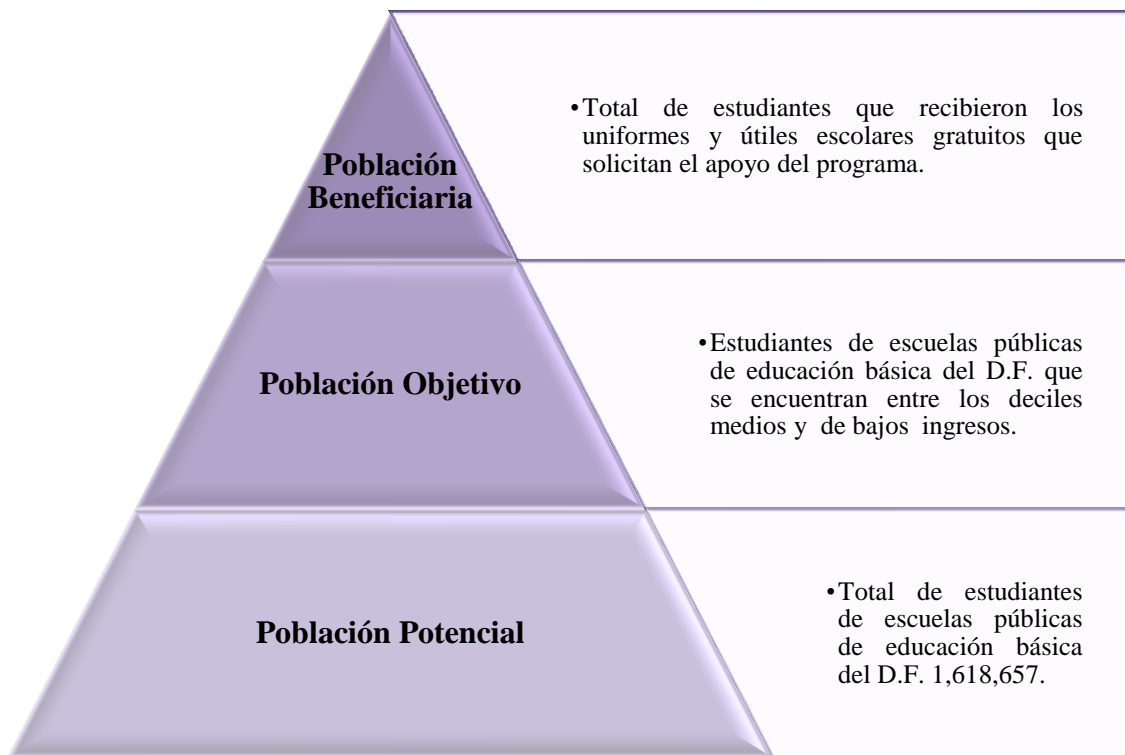 Población
Beneficiaria
•Total de estudiantes que recibieron los
uniformes y útiles escolares gratuitos que
solicitan el apoyo del programa.
Población Objetivo
•Estudiantes de escuelas públicas
de educación básica del D.F. que
se encuentran entre los deciles
medios y de bajos ingresos.
Población Potencial
•Total de estudiantes
de escuelas públicas
de educación básica
del D.F. 1,618,657.